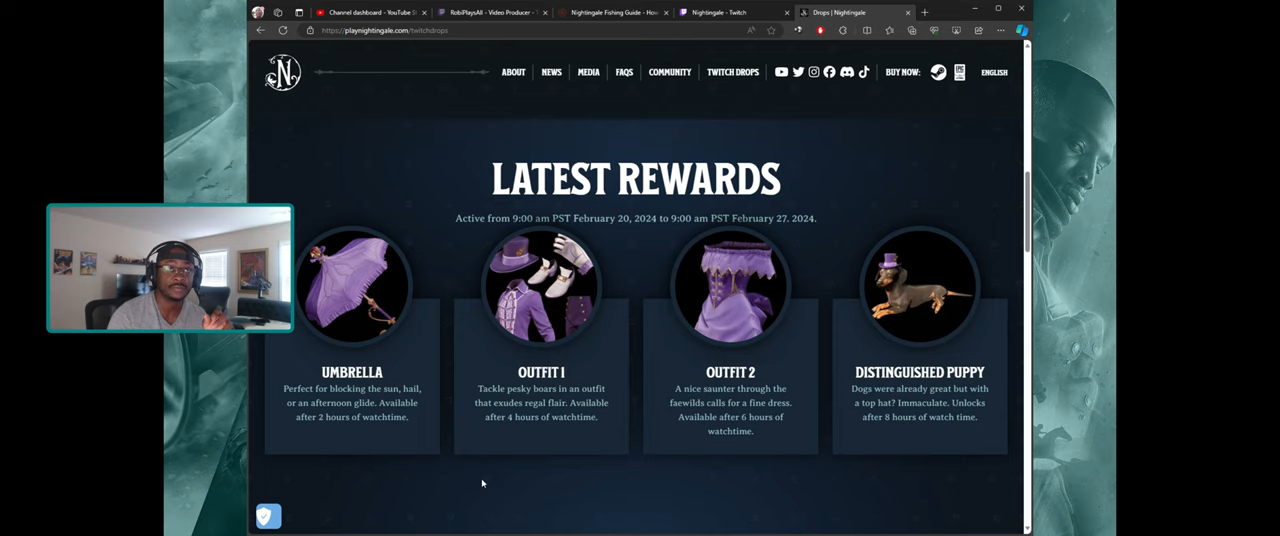 Channel dashboard - YouTube S
RobiPlaysAll - Video Producer -
Nightingale Fishing Guide - How
Nightingale - Twitch
Drops | Nightingale
https://playnightingale.com/twitchdrops
N
ABOUT
NEWS
MEDIA
FAQS
COMMUNITY
TWITCH DROPS
BUY NOW:
EPIC
ENGLISH
LATEST REWARDS
Active from 9:00 am PST February 20, 2024 to 9:00 am PST February 27, 2024.
UMBRELLA
Perfect for blocking the sun, hail,
or an afternoon glide. Available
after 2 hours of watchtime.
OUTFIT 1
Tackle pesky boars in an outfit
that exudes regal flair. Available
after 4 hours of watchtime.
OUTFIT 2
A nice saunter through the
faewilds calls for a fine dress.
Available after 6 hours of
watchtime.
DISTINGUISHED PUPPY
Dogs were already great but with
a top hat? Immaculate. Unlocks
after 8 hours of watch time.